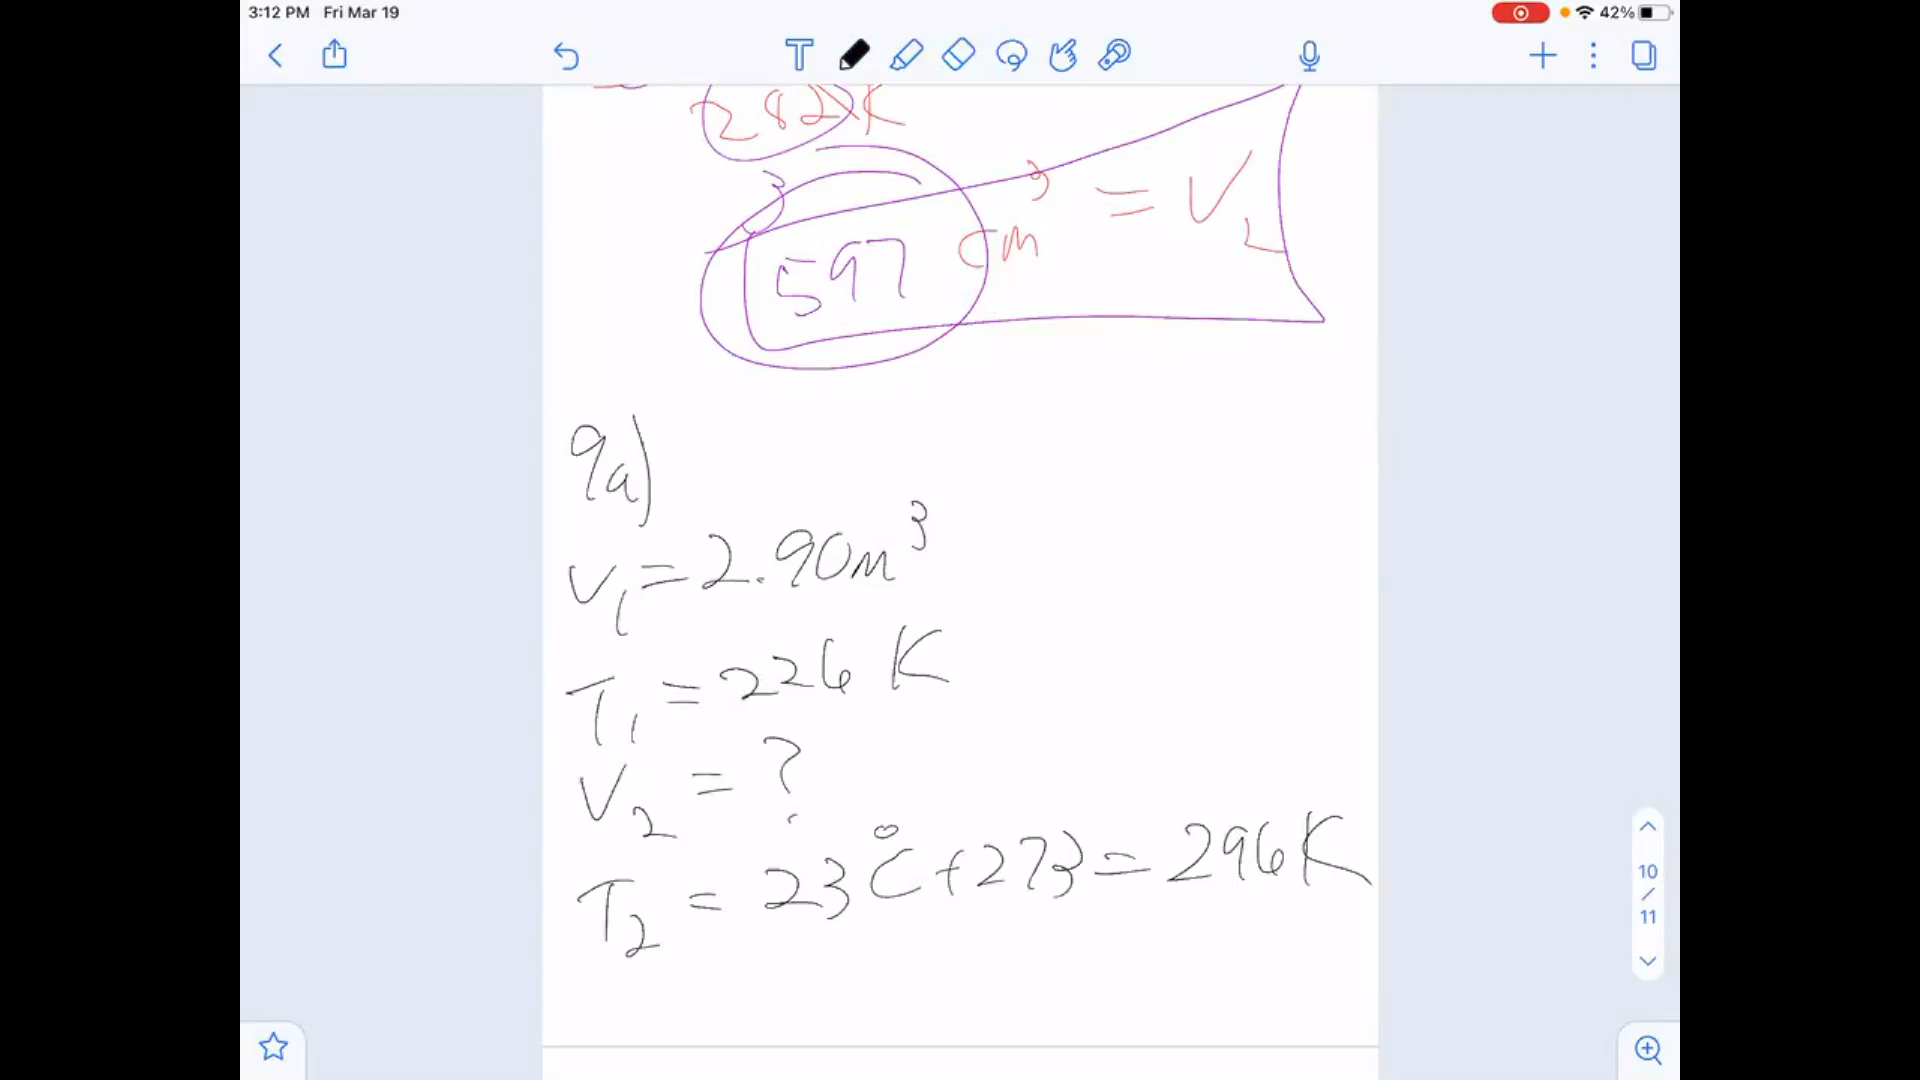 3:12 PM Fri Mar 19
42%
T
282K
597 cm³ = V₂
9a)
V₁ = 2.90m³
T₁ = 226 K
V₂ = ?
T₂ = 23°C + 273 = 296K
10
/
11